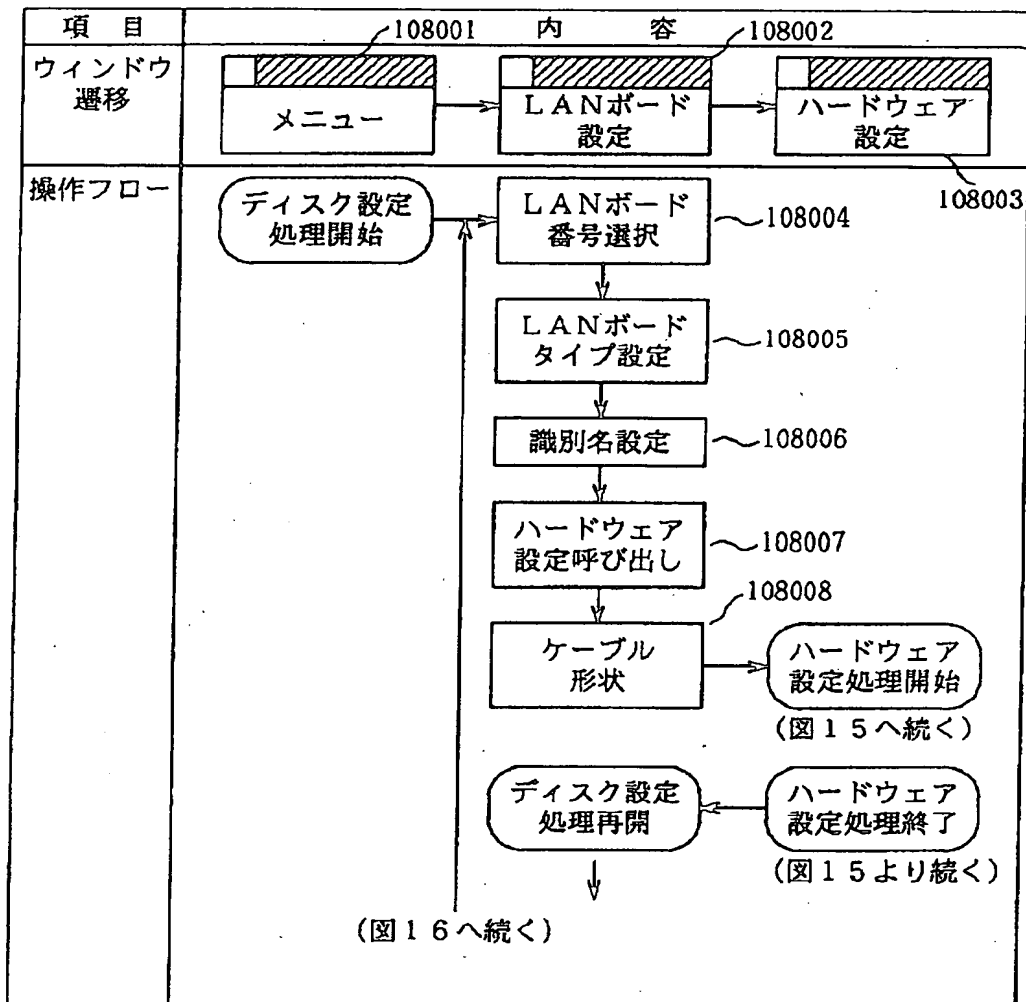 項 目
内 容
108001
108002
ウィンドウ
遷移
メニュー
LANボード
設定
ハードウェア
設定
108003
操作フロー
ディスク設定
処理開始
LANボード
番号選択
108004
LANボード
タイプ設定
108005
識別名設定
108006
ハードウェア
設定呼び出し
108007
108008
ケーブル
形状
ハードウェア
設定処理開始
(図15へ続く)
ディスク設定
処理再開
ハードウェア
設定処理終了
(図15より続く)
(図16へ続く)